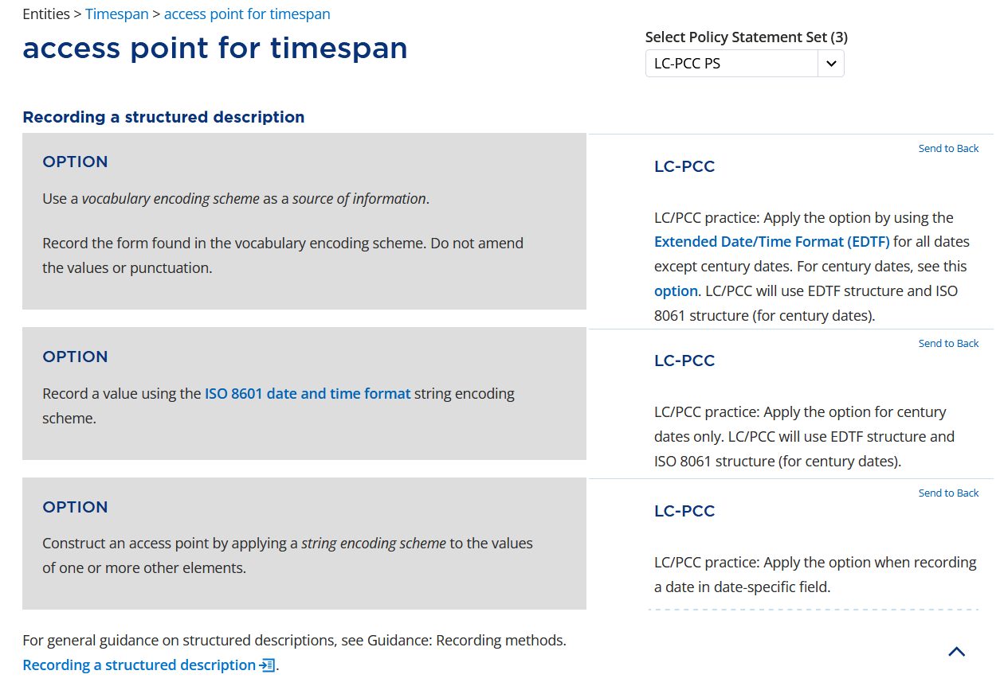 Entities > Timespan > access point for timespan
access point for timespan
Select Policy Statement Set (3)
LC-PCC PS
Recording a structured description
OPTION
Use a vocabulary encoding scheme as a source of information.
Record the form found in the vocabulary encoding scheme. Do not amend
the values or punctuation.
Send to Back
LC-PCC
LC/PCC practice: Apply the option by using the
Extended Date/Time Format (EDTF) for all dates
except century dates. For century dates, see this
option. LC/PCC will use EDTF structure and ISO
8061 structure (for century dates).
OPTION
Record a value using the ISO 8601 date and time format string encoding
scheme.
Send to Back
LC-PCC
LC/PCC practice: Apply the option for century
dates only. LC/PCC will use EDTF structure and
ISO 8061 structure (for century dates).
OPTION
Construct an access point by applying a string encoding scheme to the values
of one or more other elements.
Send to Back
LC-PCC
LC/PCC practice: Apply the option when recording
a date in date-specific field.
For general guidance on structured descriptions, see Guidance: Recording methods.
Recording a structured description.